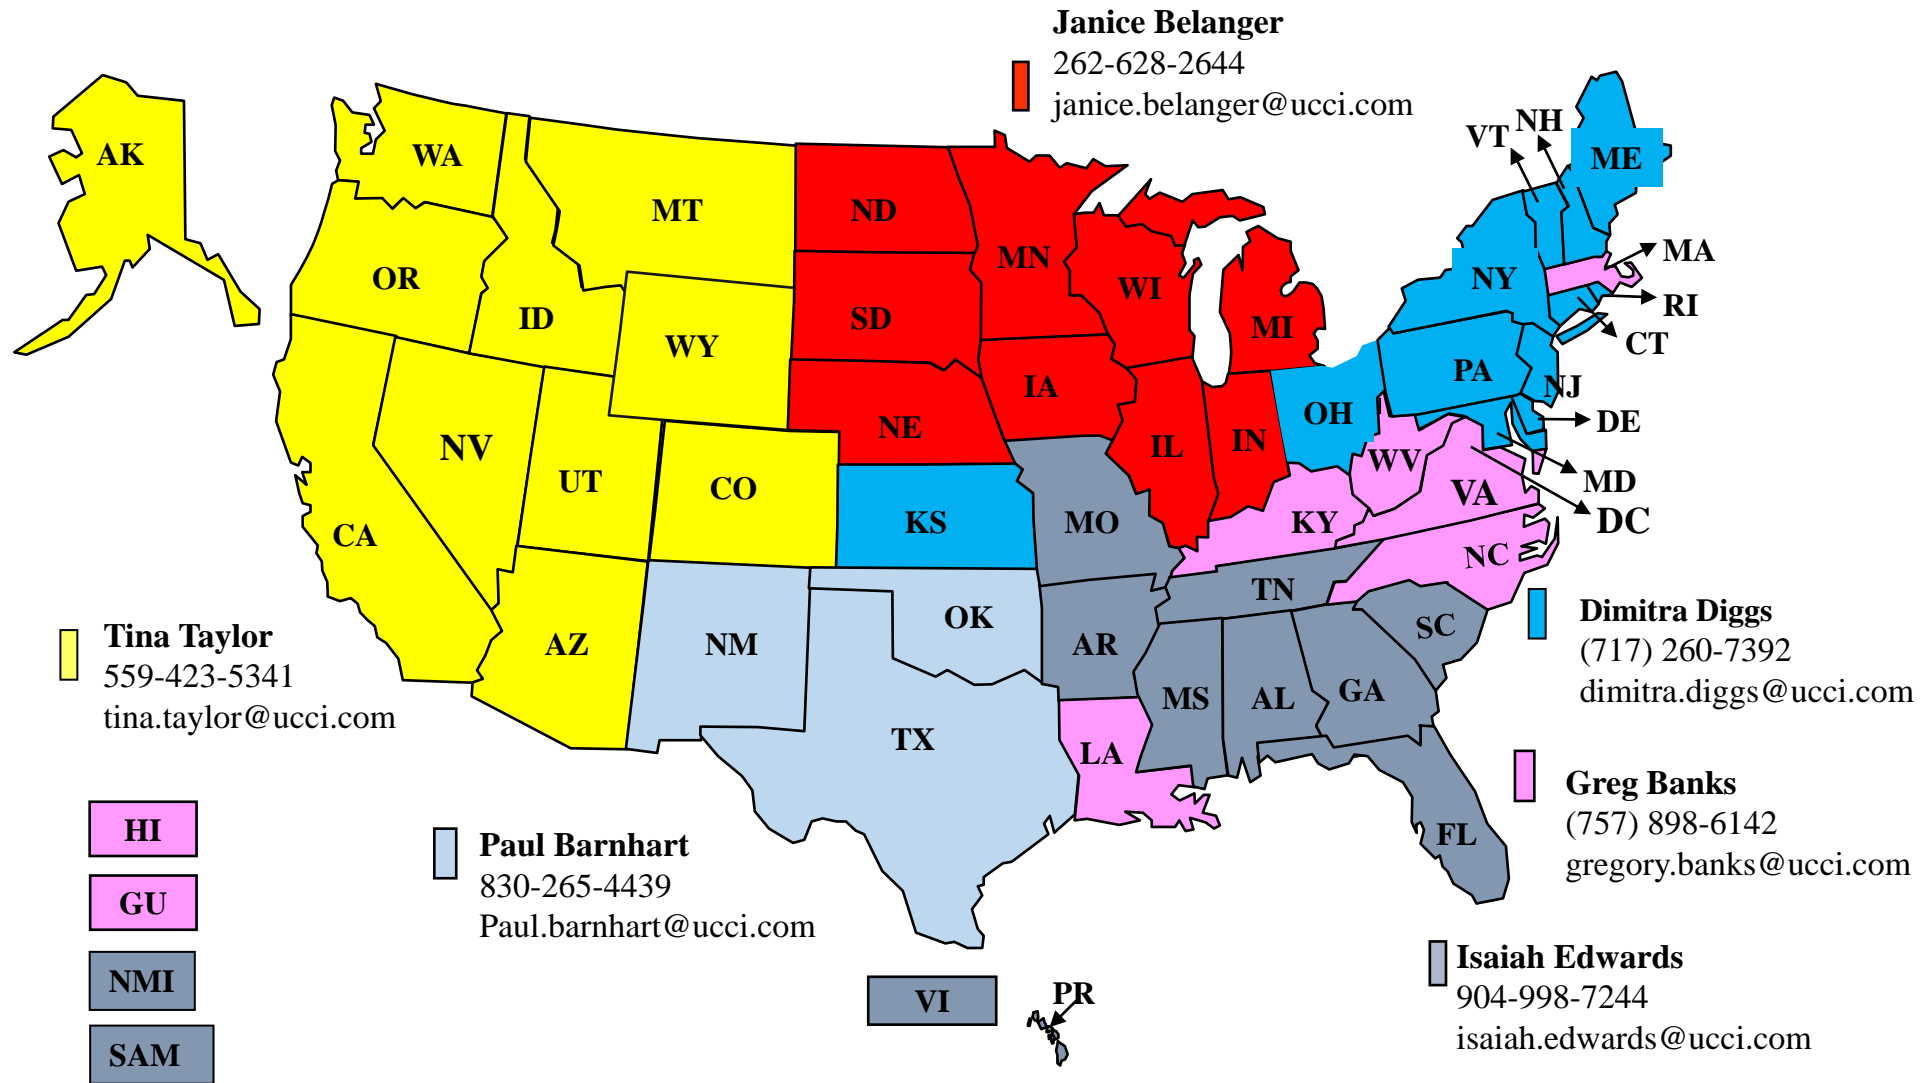 Janice Belanger
262-628-2644
janice.belanger@ucci.com
AK
WA
MT
ND
MN
VT
NH
ME
OR
ID
WY
SD
WI
MI
NY
MA
RI
CT
NV
UT
CO
NE
IA
IL
IN
OH
PA
NJ
DE
MD
DC
CA
KS
MO
KY
WV
VA
NC
AZ
NM
OK
AR
TN
SC
TX
LA
MS
AL
GA
FL
Tina Taylor
559-423-5341
tina.taylor@ucci.com
Dimitra Diggs
(717) 260-7392
dimitra.diggs@ucci.com
Greg Banks
(757) 898-6142
gregory.banks@ucci.com
Paul Barnhart
830-265-4439
Paul.barnhart@ucci.com
Isaiah Edwards
904-998-7244
isaiah.edwards@ucci.com
HI
GU
NMI
SAM
VI
PR